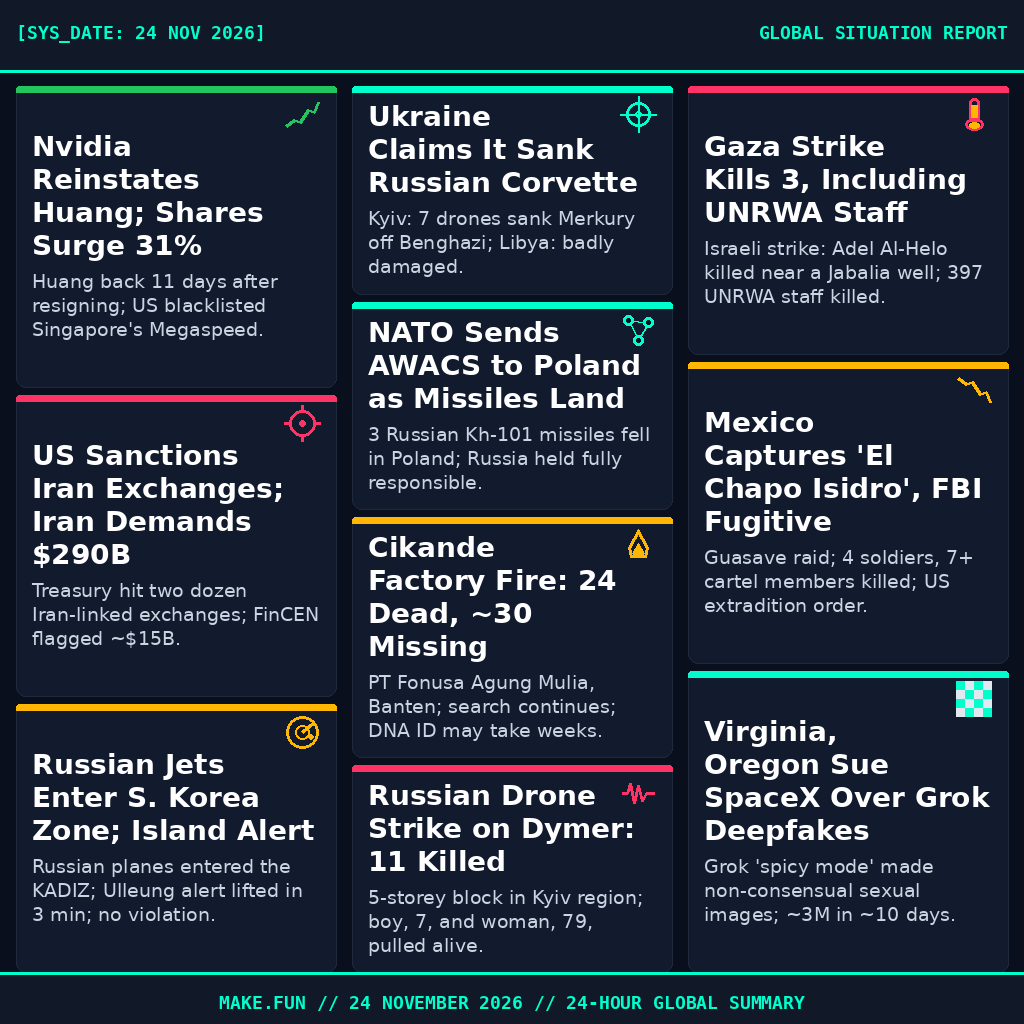 [SYS_DATE: 24 NOV 2026]
GLOBAL SITUATION REPORT
Nvidia
Reinstates
Huang; Shares
Surge 31%
Huang back 11 days after
resigning; US blacklisted
Singapore's Megaspeed.
US Sanctions
Iran Exchanges;
Iran Demands
$290B
Treasury hit two dozen
Iran-linked exchanges; FinCEN
flagged ~$15B.
Russian Jets
Enter S. Korea
Zone; Island Alert
Russian planes entered the
KADIZ; Ulleung alert lifted in
3 min; no violation.
Ukraine
Claims It Sank
Russian Corvette
Kyiv: 7 drones sank Merkury
off Benghazi; Libya: badly
damaged.
NATO Sends
AWACS to Poland
as Missiles Land
3 Russian Kh-101 missiles fell
in Poland; Russia held fully
responsible.
Cikande
Factory Fire: 24
Dead, ~30
Missing
PT Fonusa Agung Mulia,
Banten; search continues;
DNA ID may take weeks.
Russian Drone
Strike on Dymer:
11 Killed
5-storey block in Kyiv region;
boy, 7, and woman, 79,
pulled alive.
Gaza Strike
Kills 3, Including
UNRWA Staff
Israeli strike: Adel Al-Helo
killed near a Jabalia well; 397
UNRWA staff killed.
Mexico
Captures 'El
Chapo Isidro', FBI
Fugitive
Guasave raid; 4 soldiers, 7+
cartel members killed; US
extradition order.
Virginia,
Oregon Sue
SpaceX Over Grok
Deepfakes
Grok 'spicy mode' made
non-consensual sexual
images; ~3M in ~10 days.
MAKE.FUN // 24 NOVEMBER 2026 // 24-HOUR GLOBAL SUMMARY